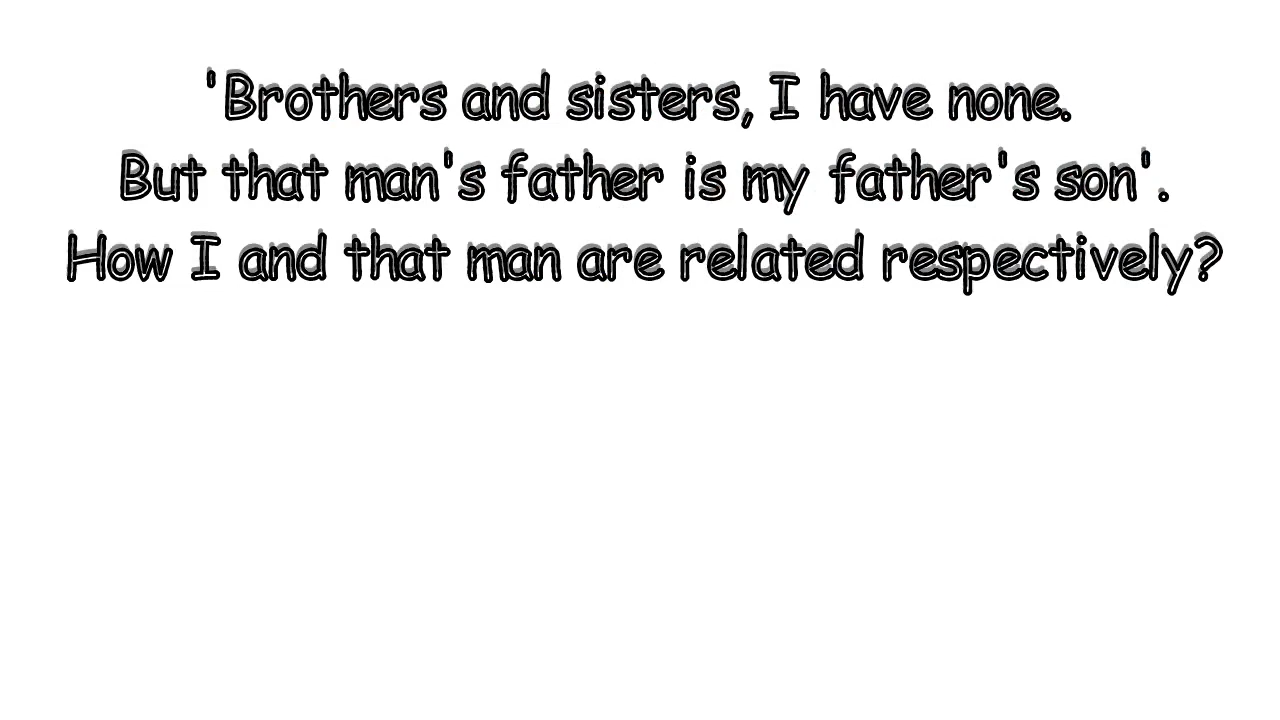 'Brothers and sisters, I have none.
But that man's father is my father's son'.
How I and that man are related respectively?